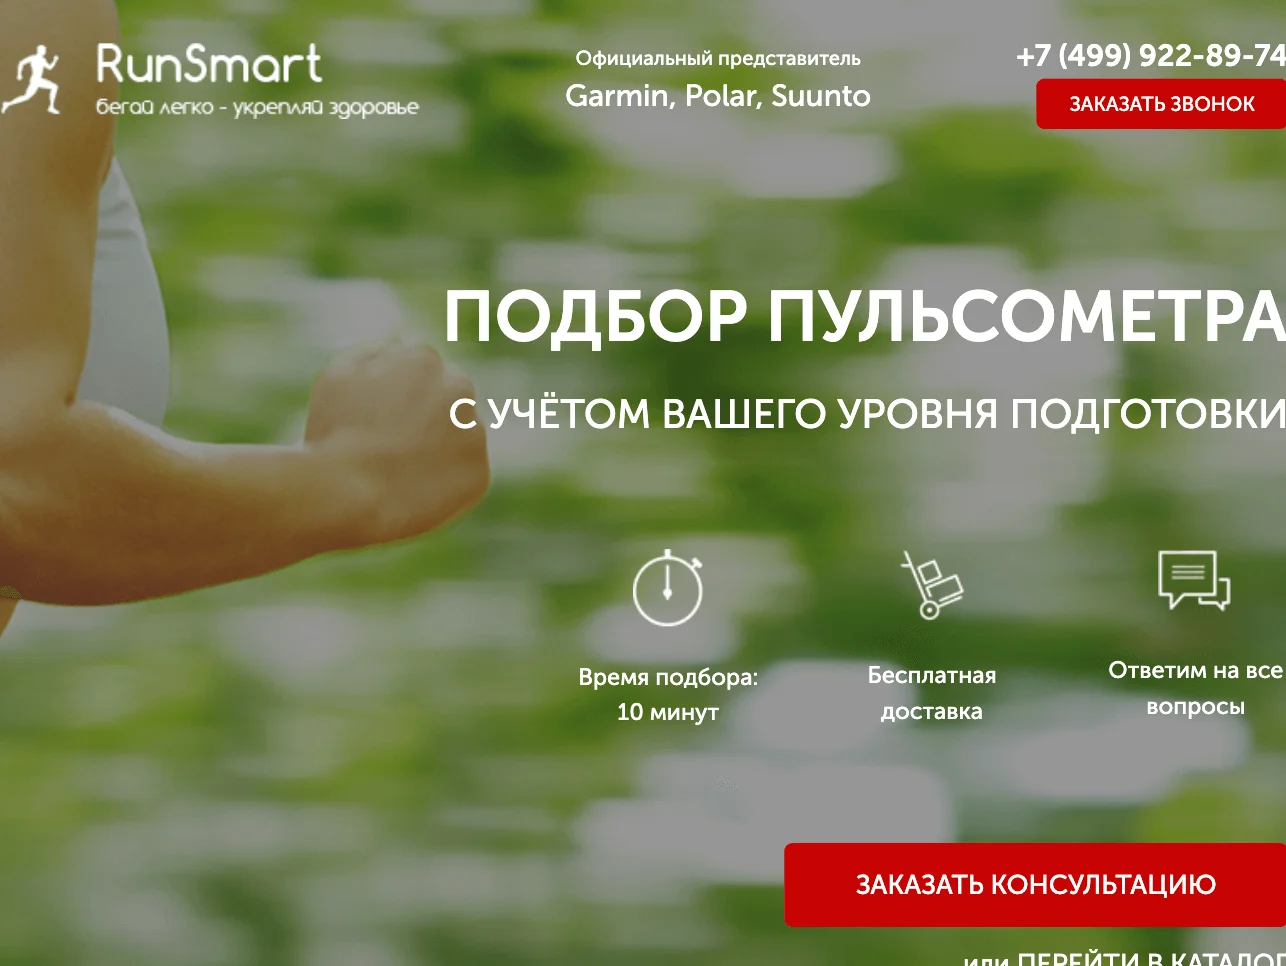 RunSmart
бегай легко - укрепляй здоровье
Официальный представитель
Garmin, Polar, Suunto
+7 (499) 922-89-74
ЗАКАЗАТЬ ЗВОНОК
ПОДБОР ПУЛЬСОМЕТРА
С УЧЁТОМ ВАШЕГО УРОВНЯ ПОДГОТОВКИ
Время подбора:
10 минут
Бесплатная
доставка
Ответим на все
вопросы
ЗАКАЗАТЬ КОНСУЛЬТАЦИЮ
или ПЕРЕЙТИ В КАТАЛОГ